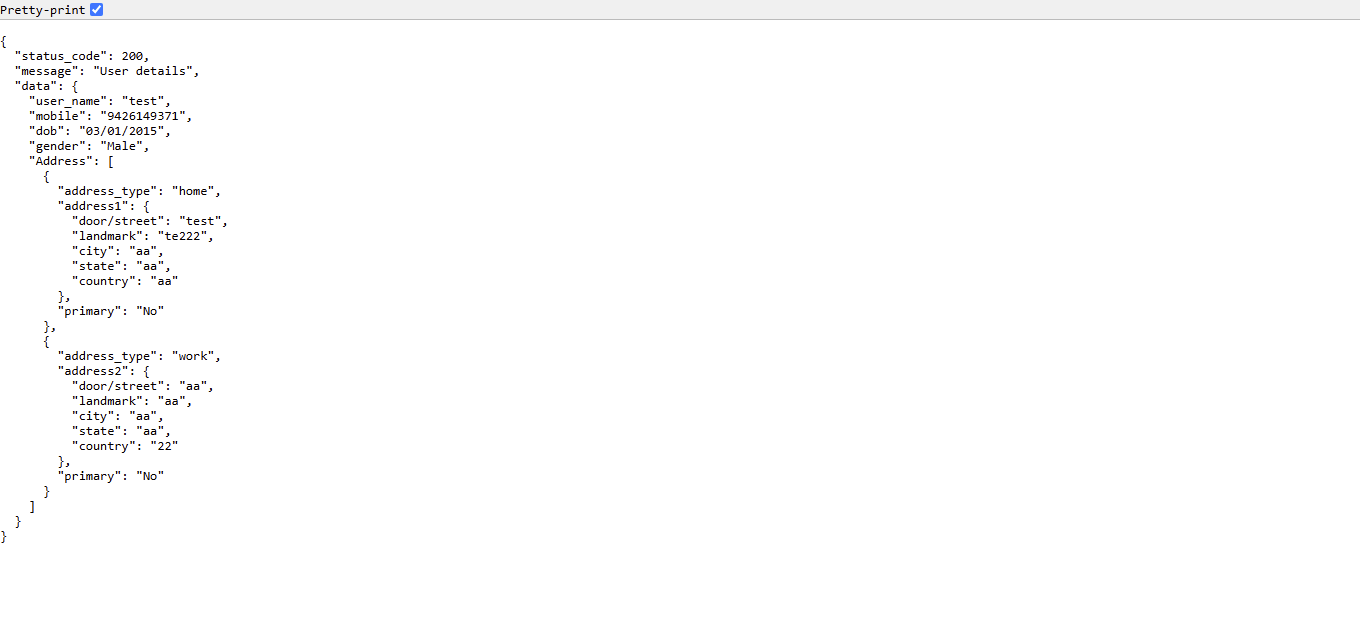 Pretty-print
{
  "status_code": 200,
  "message": "User details",
  "data": {
    "user_name": "test",
    "mobile": "9426149371",
    "dob": "03/01/2015",
    "gender": "Male",
    "Address": [
      {
        "address_type": "home",
        "address1": {
          "door/street": "test",
          "landmark": "te222",
          "city": "aa",
          "state": "aa",
          "country": "aa"
        },
        "primary": "No"
      },
      {
        "address_type": "work",
        "address2": {
          "door/street": "aa",
          "landmark": "aa",
          "city": "aa",
          "state": "aa",
          "country": "22"
        },
        "primary": "No"
      }
    ]
  }
}